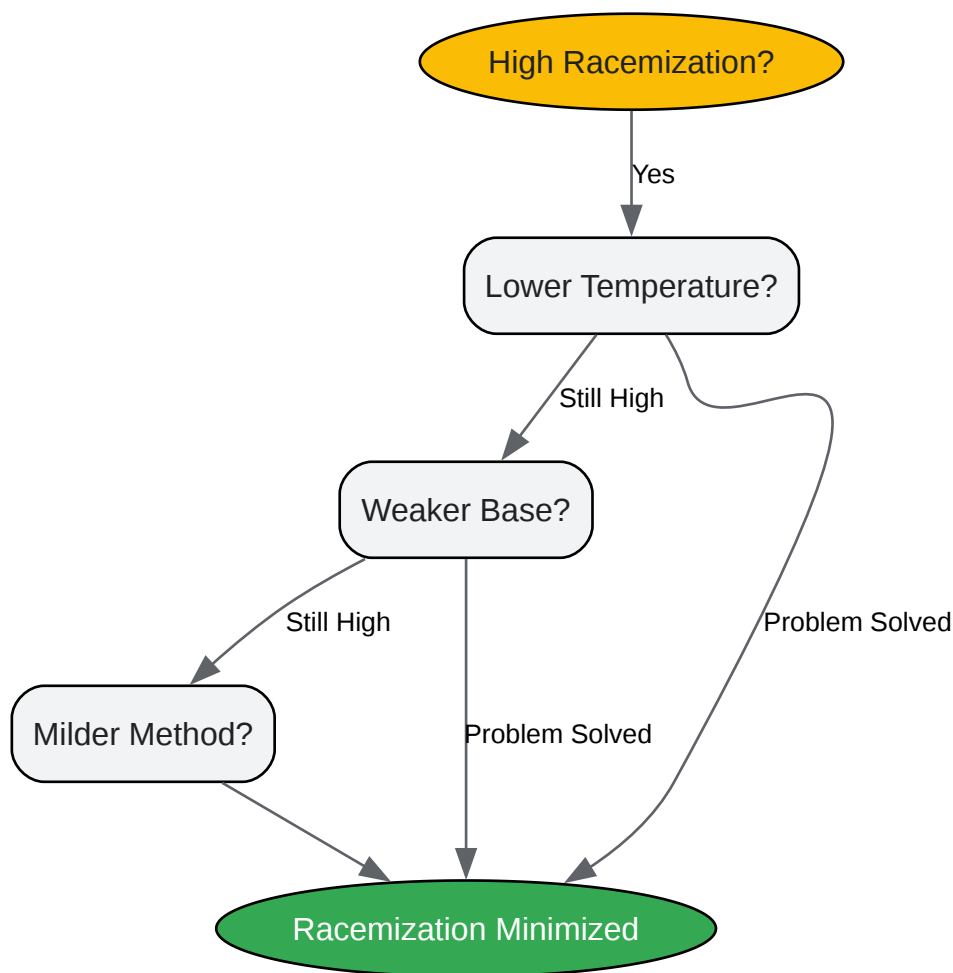 High Racemization?
Yes
Lower Temperature?
Still High
Weaker Base?
Still High
Problem Solved
Milder Method?
Problem Solved
Racemization Minimized